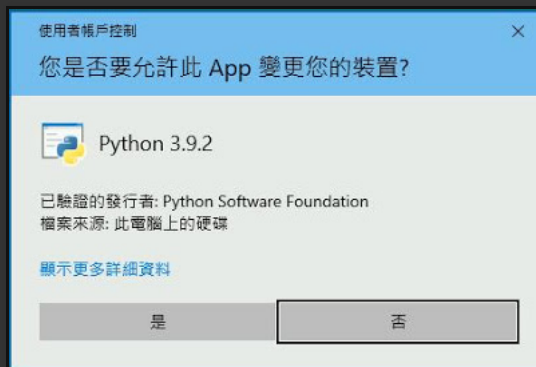 使用者帳戶控制
您是否要允許此 App 變更您的裝置?
Python 3.9.2
已驗證的發行者: Python Software Foundation
檔案來源: 此電腦上的硬碟
顯示更多詳細資料
是
否